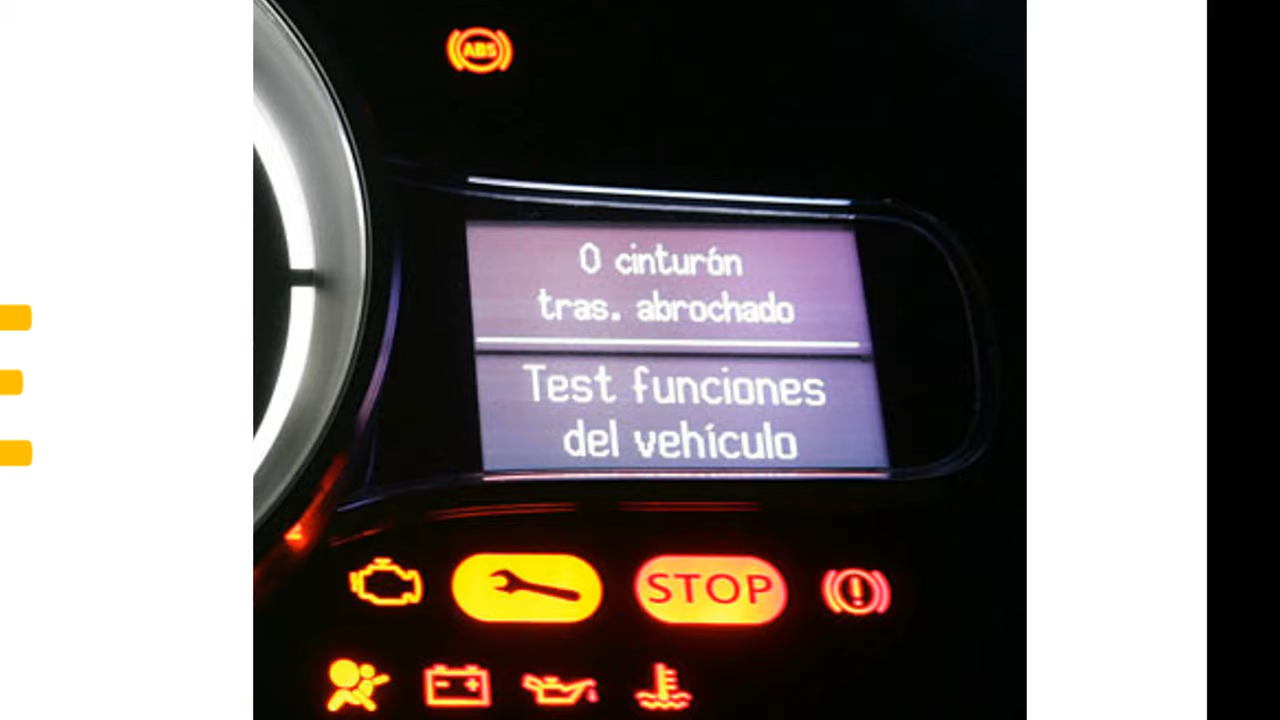 ABS
0 cinturón
tras. abrochado
Test funciones
del vehículo
STOP